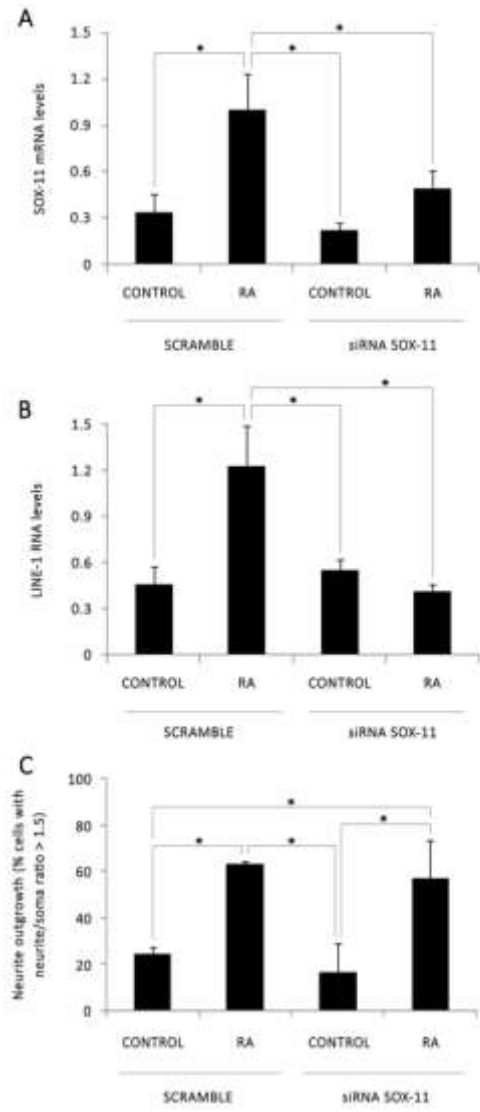 A
SOX-11 mRNA levels
1.5
1.2
0.9
0.6
0.3
0
*
*
*
CONTROL RA CONTROL RA
SCRAMBLE siRNA SOX-11
B
LINE-1 RNA levels
1.5
1.2
0.9
0.6
0.3
0
*
*
*
CONTROL RA CONTROL RA
SCRAMBLE siRNA SOX-11
C
Neurite outgrowth (% cells with
neurite/soma ratio > 1.5)
100
80
60
40
20
0
*
*
*
*
CONTROL RA CONTROL RA
SCRAMBLE siRNA SOX-11